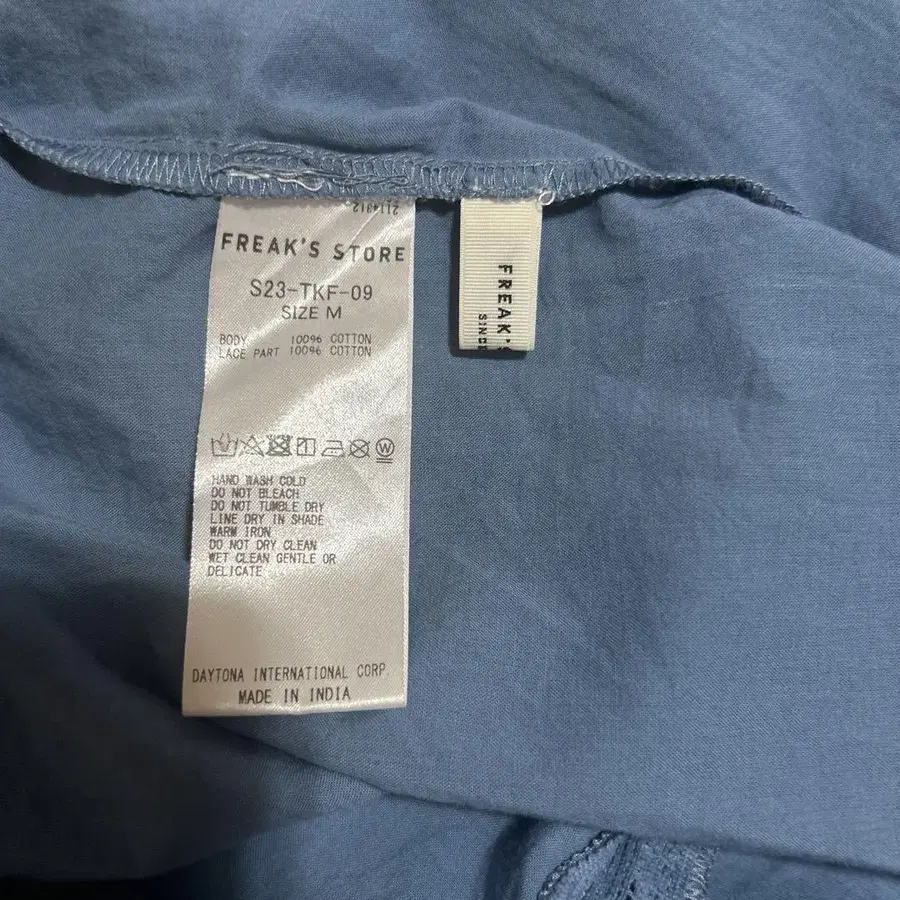 2114312
FREAK'S STORE
S23-TKF-09
SIZE M
BODY 100% COTTON
LACE PART 100% COTTON
W
HAND WASH COLD
DO NOT BLEACH
DO NOT TUMBLE DRY
LINE DRY IN SHADE
WARM IRON
DO NOT DRY CLEAN
WET CLEAN GENTLE OR
DELICATE
DAYTONA INTERNATIONAL CORP.
MADE IN INDIA
FREAK'S
SINCE